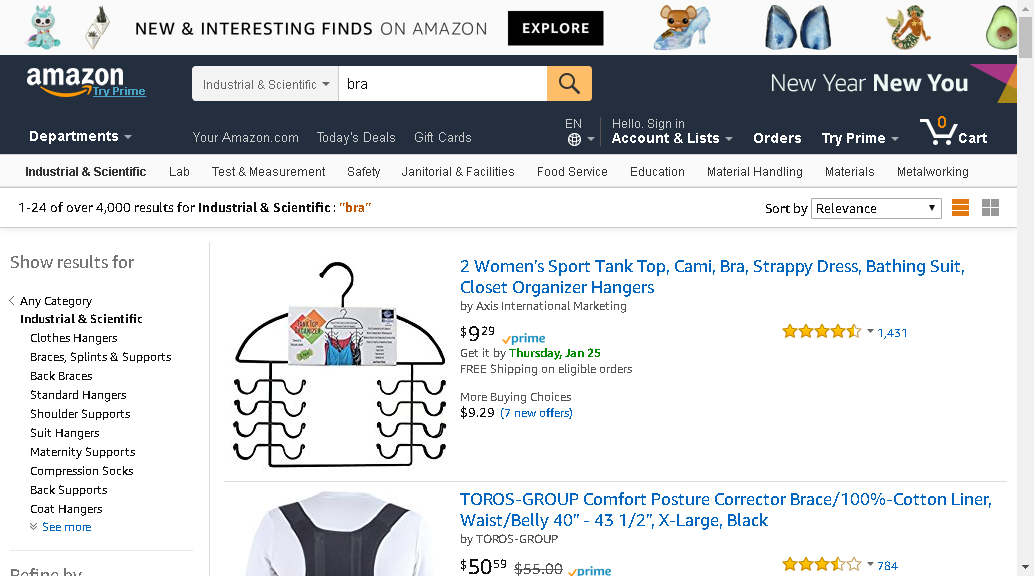 NEW & INTERESTING FINDS ON AMAZON EXPLORE
amazon
Try Prime
Industrial & Scientific
bra
New Year New You
Departments
Your Amazon.com Today's Deals Gift Cards
EN
Hello. Sign in
Account & Lists
Orders
Try Prime
0
Cart
Industrial & Scientific Lab Test & Measurement Safety Janitorial & Facilities Food Service Education Material Handling Materials Metalworking
1-24 of over 4,000 results for Industrial & Scientific : "bra"
Sort by Relevance
Show results for
Any Category
Industrial & Scientific
Clothes Hangers
Braces, Splints & Supports
Back Braces
Standard Hangers
Shoulder Supports
Suit Hangers
Maternity Supports
Compression Socks
Back Supports
Coat Hangers
See more
Refine by
TANK TOP
ORGANIZER
2 Women's Sport Tank Top, Cami, Bra, Strappy Dress, Bathing Suit,
Closet Organizer Hangers
by Axis International Marketing
$9.29 prime
Get it by Thursday, Jan 25
FREE Shipping on eligible orders
More Buying Choices
$9.29 (7 new offers)
1,431
TOROS-GROUP Comfort Posture Corrector Brace/100%-Cotton Liner,
Waist/Belly 40" - 43 1/2", X-Large, Black
by TOROS-GROUP
$50.59 $55.00 prime
784